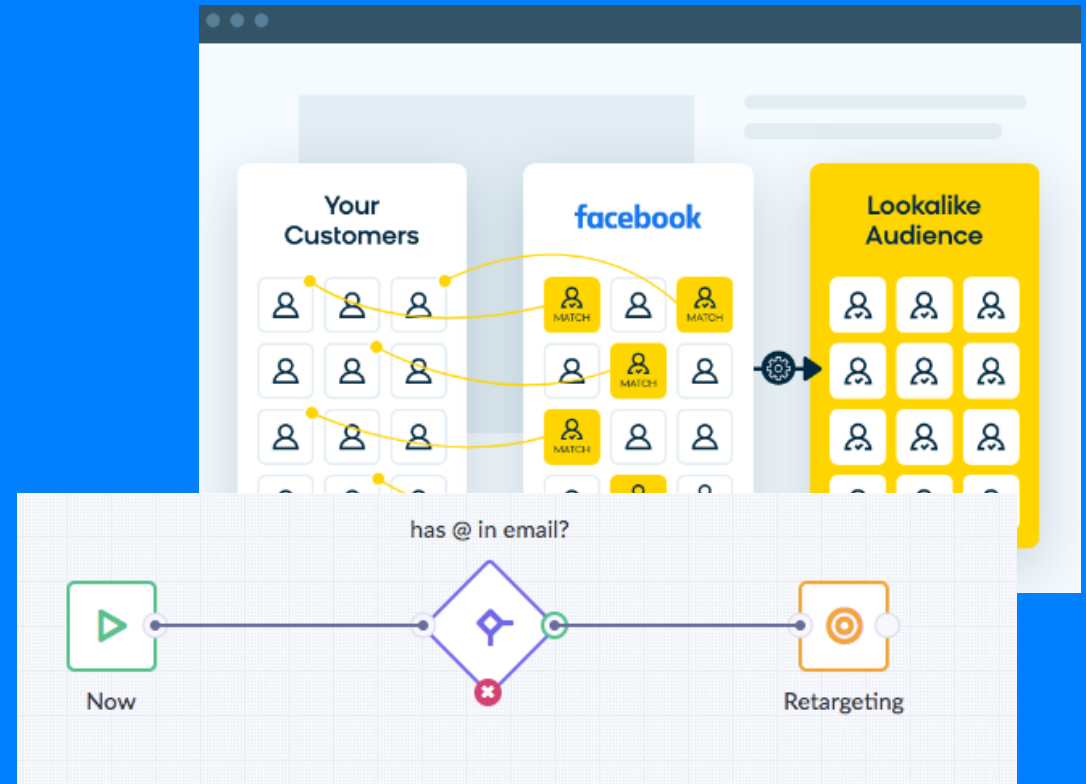 Your
Customers
facebook
Lookalike
Audience
MATCH
MATCH
MATCH
MATCH
has @ in email?
Now
Retargeting